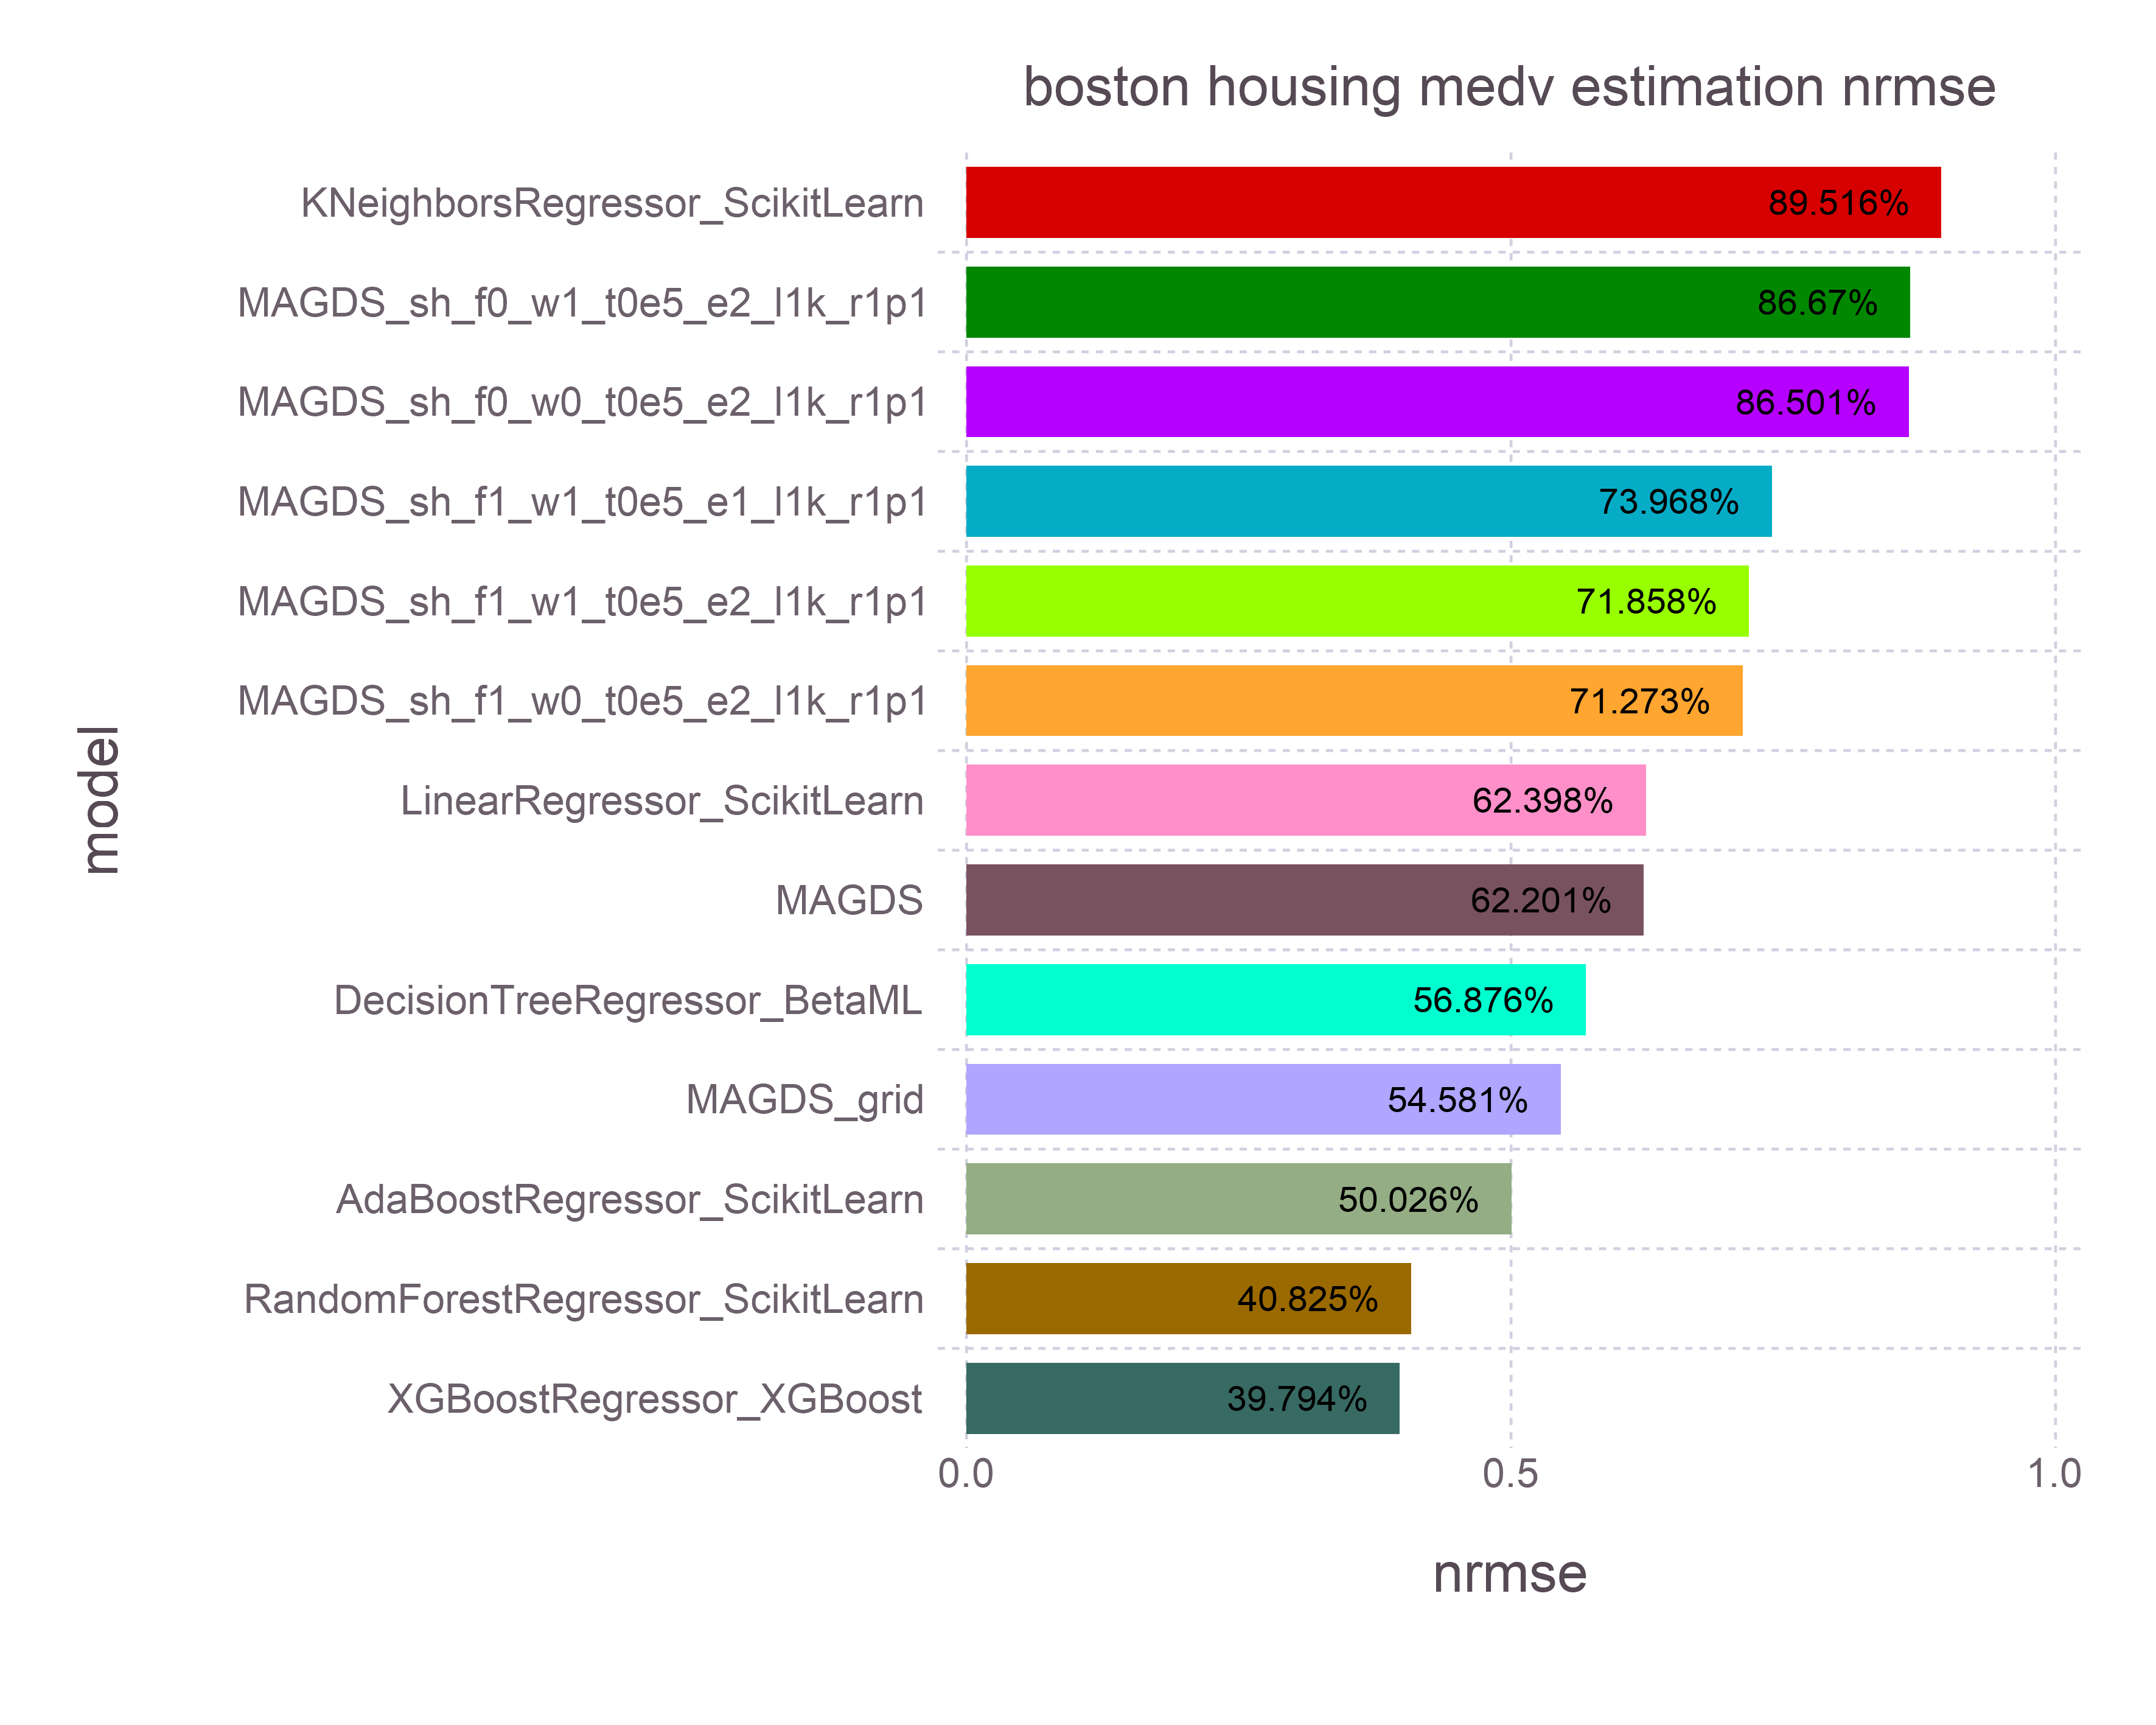 boston housing medv estimation nrmse
KNeighborsRegressor_ScikitLearn 89.516%
MAGDS_sh_f0_w1_t0e5_e2_l1k_r1p1 86.67%
MAGDS_sh_f0_w0_t0e5_e2_l1k_r1p1 86.501%
MAGDS_sh_f1_w1_t0e5_e1_l1k_r1p1 73.968%
MAGDS_sh_f1_w1_t0e5_e2_l1k_r1p1 71.858%
MAGDS_sh_f1_w0_t0e5_e2_l1k_r1p1 71.273%
LinearRegressor_ScikitLearn 62.398%
MAGDS 62.201%
DecisionTreeRegressor_BetaML 56.876%
MAGDS_grid 54.581%
AdaBoostRegressor_ScikitLearn 50.026%
RandomForestRegressor_ScikitLearn 40.825%
XGBoostRegressor_XGBoost 39.794%
model
0.0 0.5 1.0
nrmse